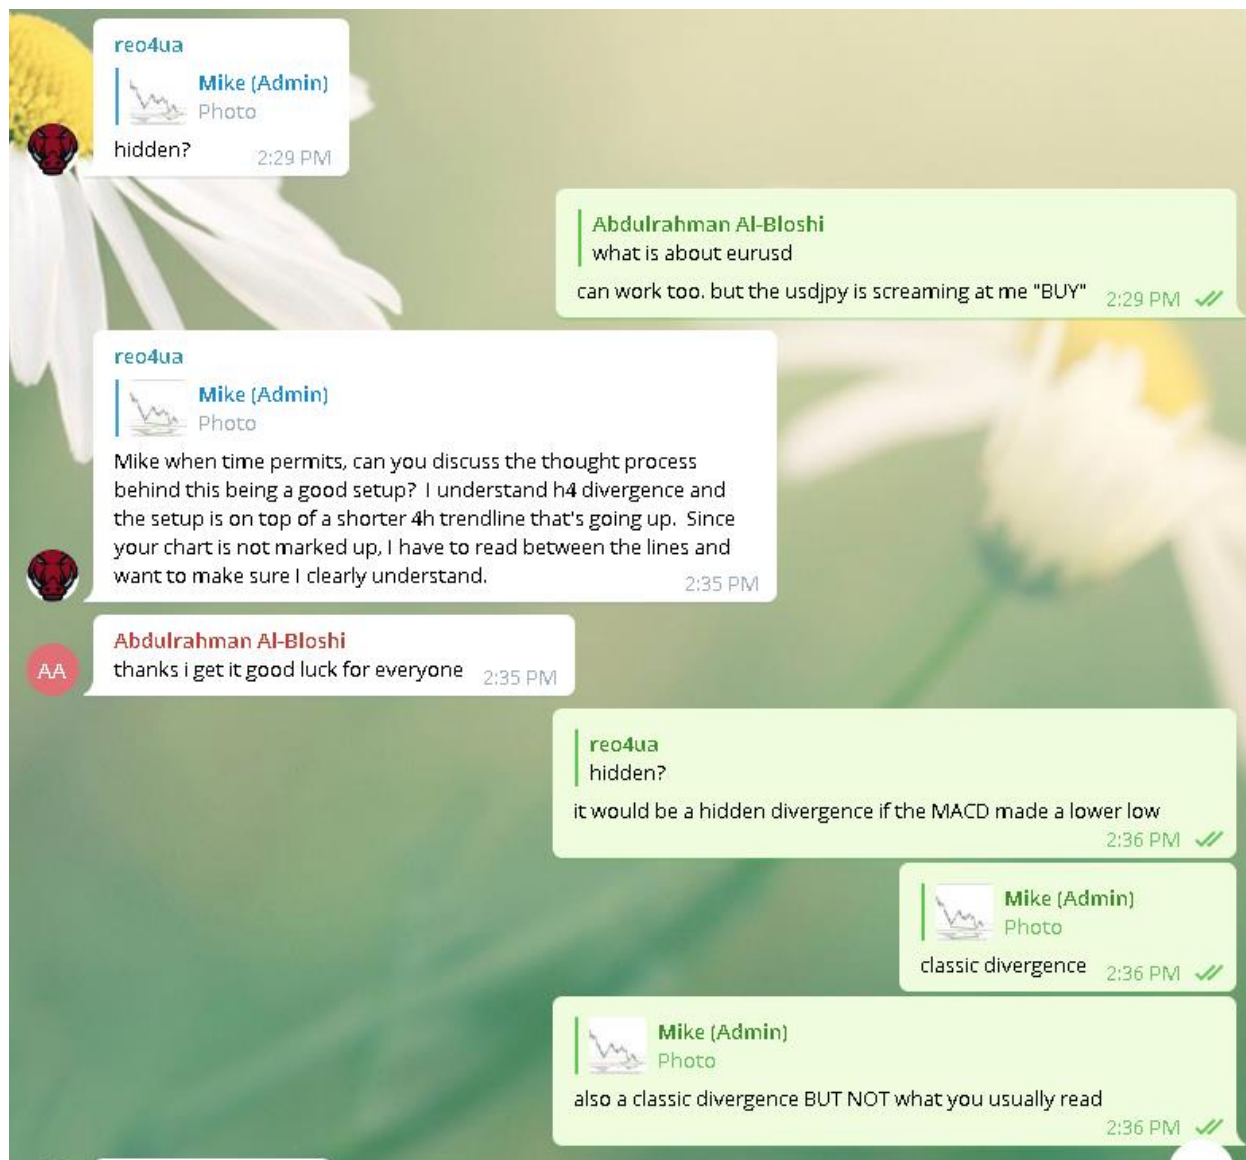 reo4ua
Mike (Admin)
Photo
hidden?
2:29 PM
Abdulrahman Al-Bloshi
what is about eurusd
can work too. but the usdjpy is screaming at me "BUY"
2:29 PM
reo4ua
Mike (Admin)
Photo
Mike when time permits, can you discuss the thought process
behind this being a good setup?  I understand h4 divergence and
the setup is on top of a shorter 4h trendline that's going up.  Since
your chart is not marked up, I have to read between the lines and
want to make sure I clearly understand.
2:35 PM
AA
Abdulrahman Al-Bloshi
thanks i get it good luck for everyone
2:35 PM
reo4ua
hidden?
it would be a hidden divergence if the MACD made a lower low
2:36 PM
Mike (Admin)
Photo
classic divergence
2:36 PM
Mike (Admin)
Photo
also a classic divergence BUT NOT what you usually read
2:36 PM